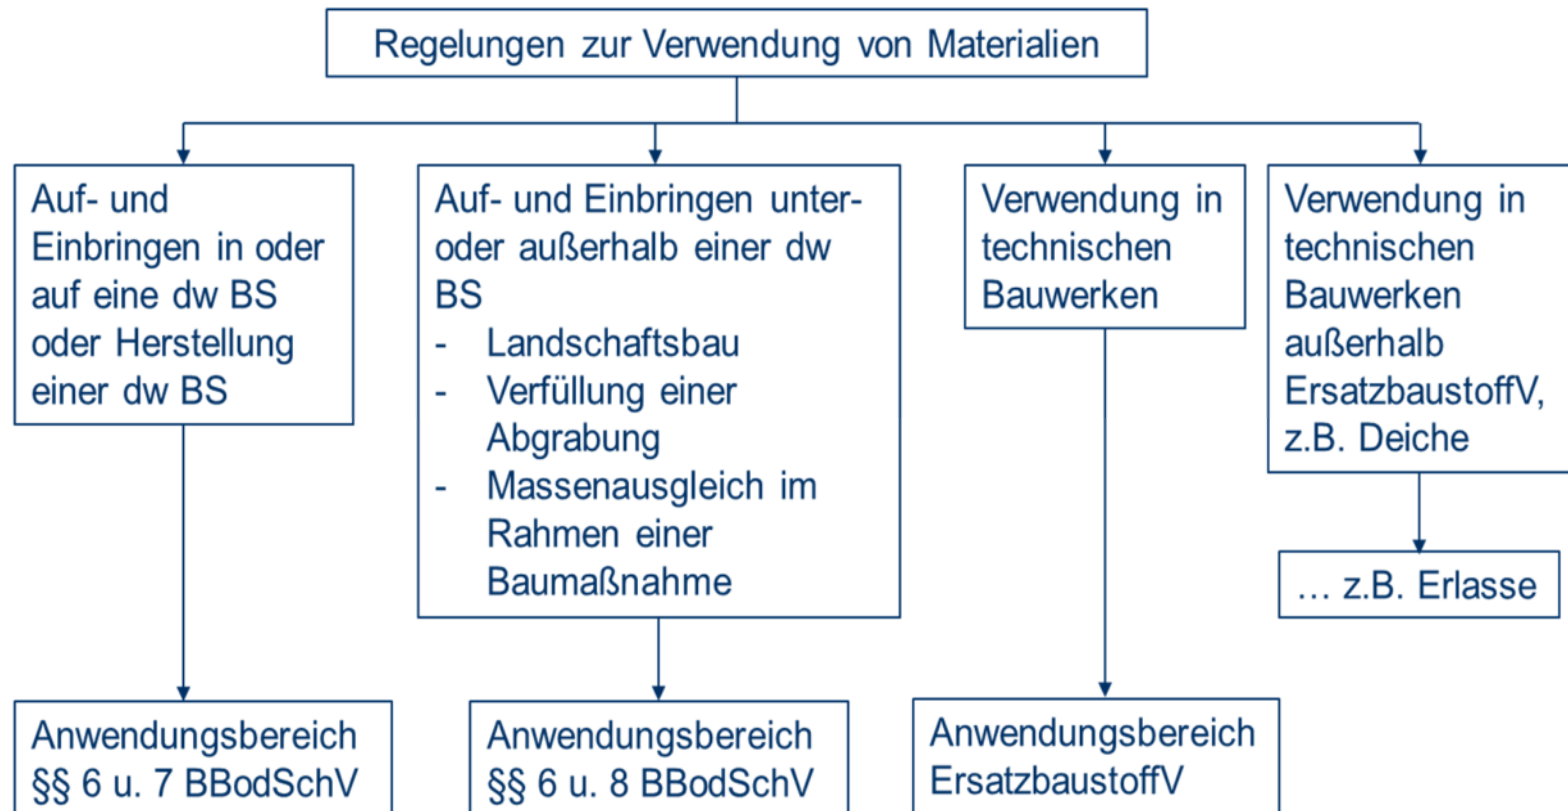 Regelungen zur Verwendung von Materialien
Auf- und
Einbringen in oder
auf eine dw BS
oder Herstellung
einer dw BS
Auf- und Einbringen unter-
oder außerhalb einer dw
BS
- Landschaftsbau
- Verfüllung einer
Abgrabung
- Massenausgleich im
Rahmen einer
Baumaßnahme
Verwendung in
technischen
Bauwerken
Verwendung in
technischen
Bauwerken
außerhalb
ErsatzbaustoffV,
z.B. Deiche
... z.B. Erlasse
Anwendungsbereich
§§ 6 u. 7 BBodSchV
Anwendungsbereich
§§ 6 u. 8 BBodSchV
Anwendungsbereich
ErsatzbaustoffV